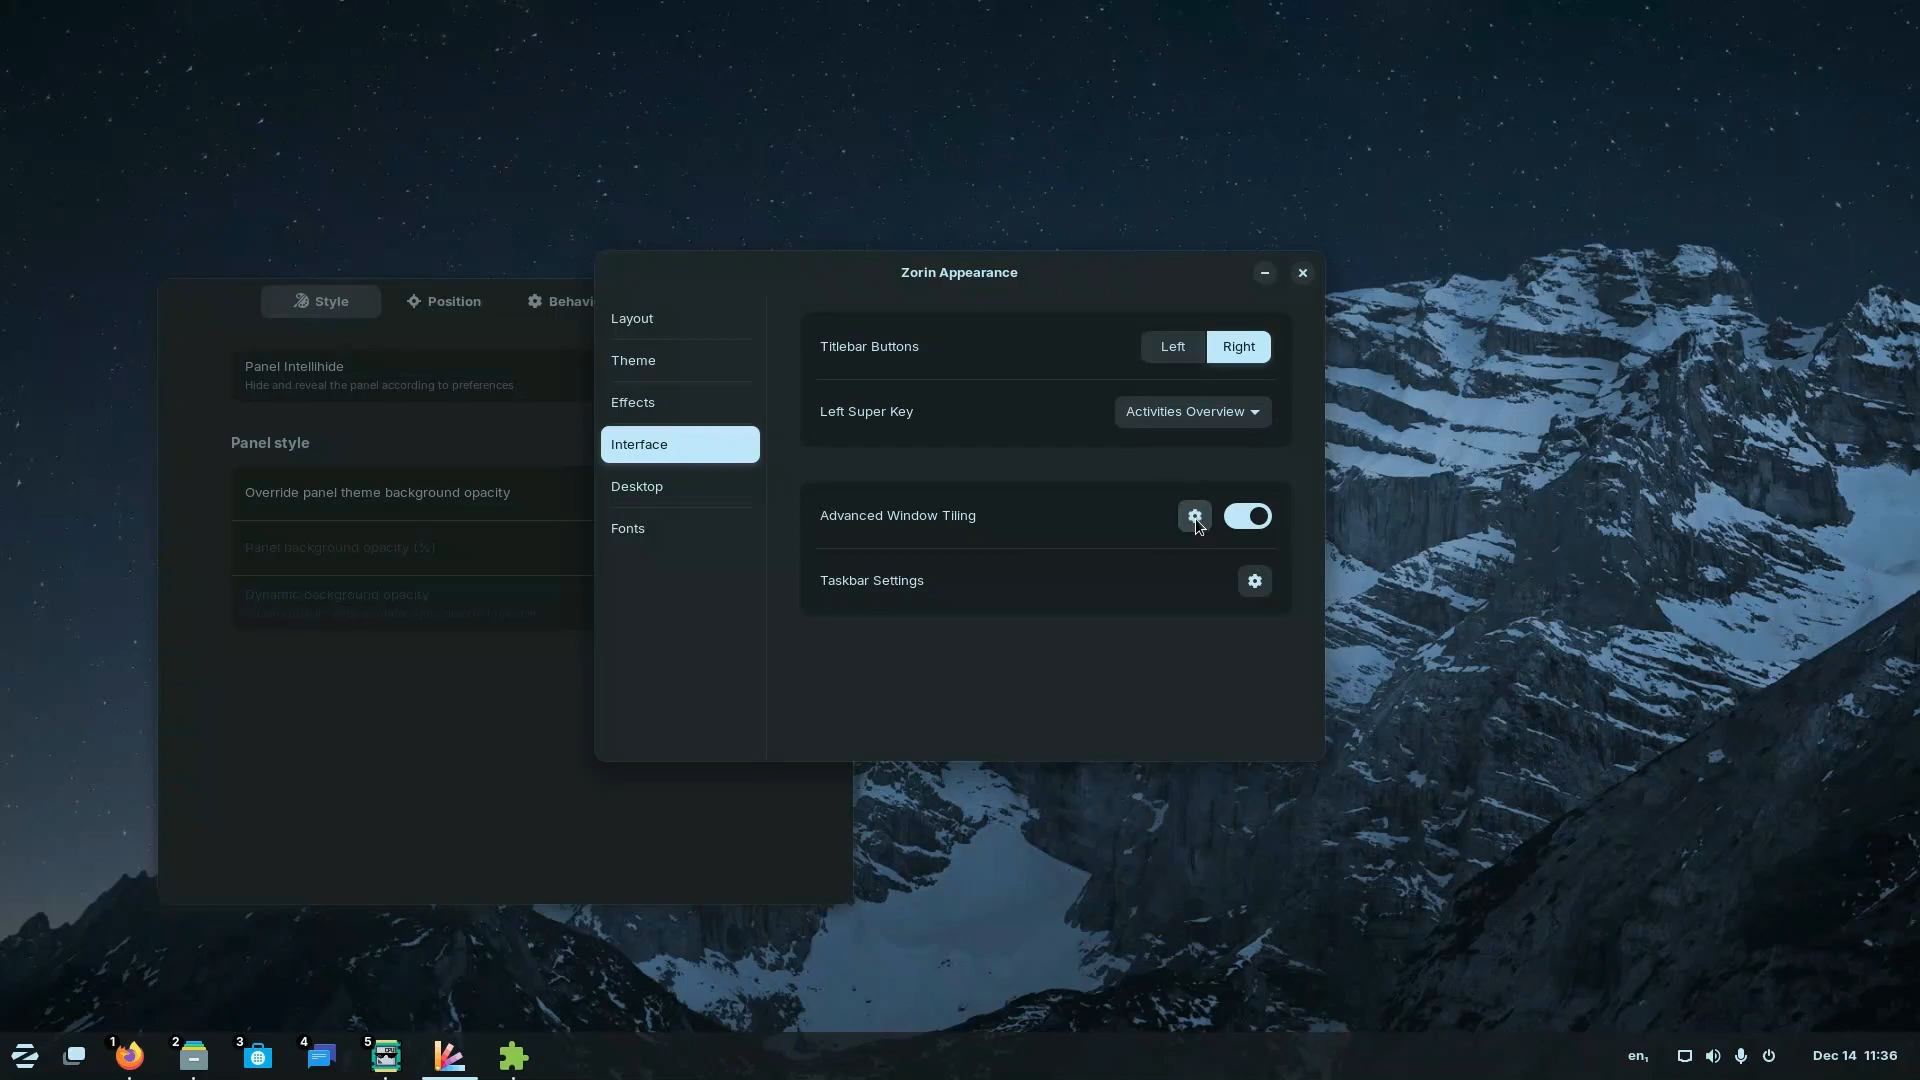 Zorin Appearance
Style
Position
Behavi
Panel Intellihide
Hide and reveal the panel according to preferences.
Panel style
Override panel theme background opacity
Panel background opacity (%)
Dynamic background opacity
Layout
Theme
Effects
Interface
Desktop
Fonts
Titlebar Buttons
Left
Right
Left Super Key
Activities Overview
Advanced Window Tiling
Taskbar Settings
1
2
3
4
5
en₁
Dec 14 11:36